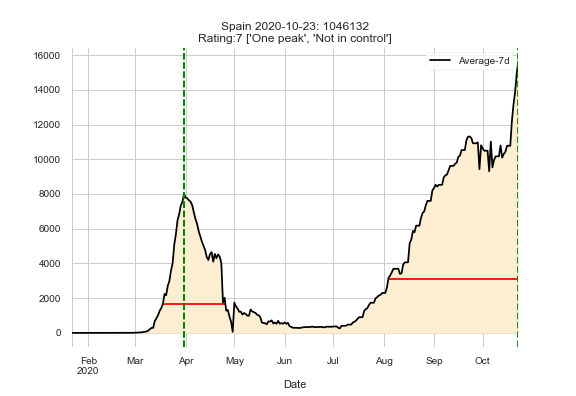 Spain 2020-10-23: 1046132
Rating:7 ['One peak', 'Not in control']
Average-7d
16000
14000
12000
10000
8000
6000
4000
2000
0
Feb Mar Apr May Jun Jul Aug Sep Oct
2020
Date